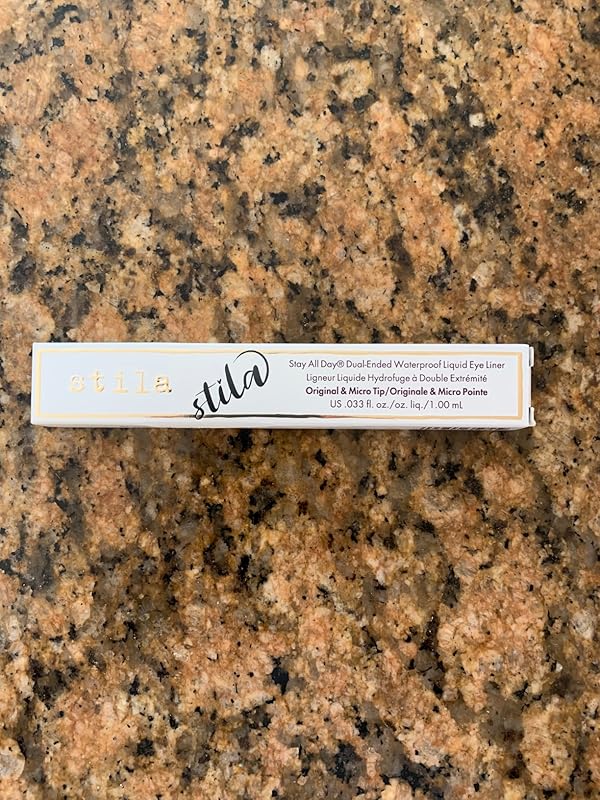 stila
stila
Stay All Day® Dual-Ended Waterproof Liquid Eye Liner
Ligneur Liquide Hydrofuge à Double Extrémité
Original & Micro Tip/Originale & Micro Pointe
US .033 fl. oz./oz. liq./1.00 mL